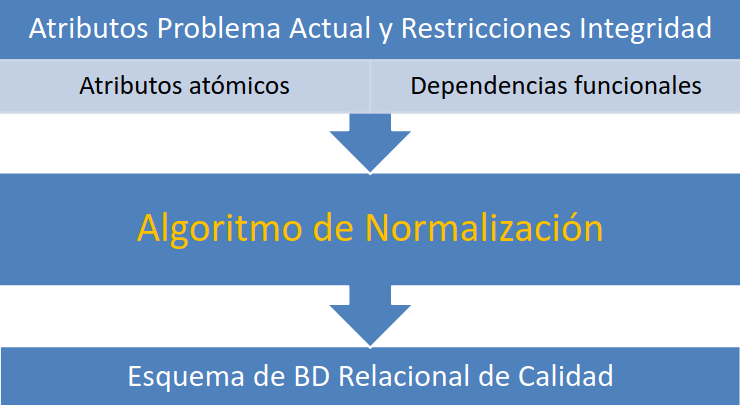 Atributos Problema Actual y Restricciones Integridad
Atributos atómicos
Dependencias funcionales
Algoritmo de Normalización
Esquema de BD Relacional de Calidad